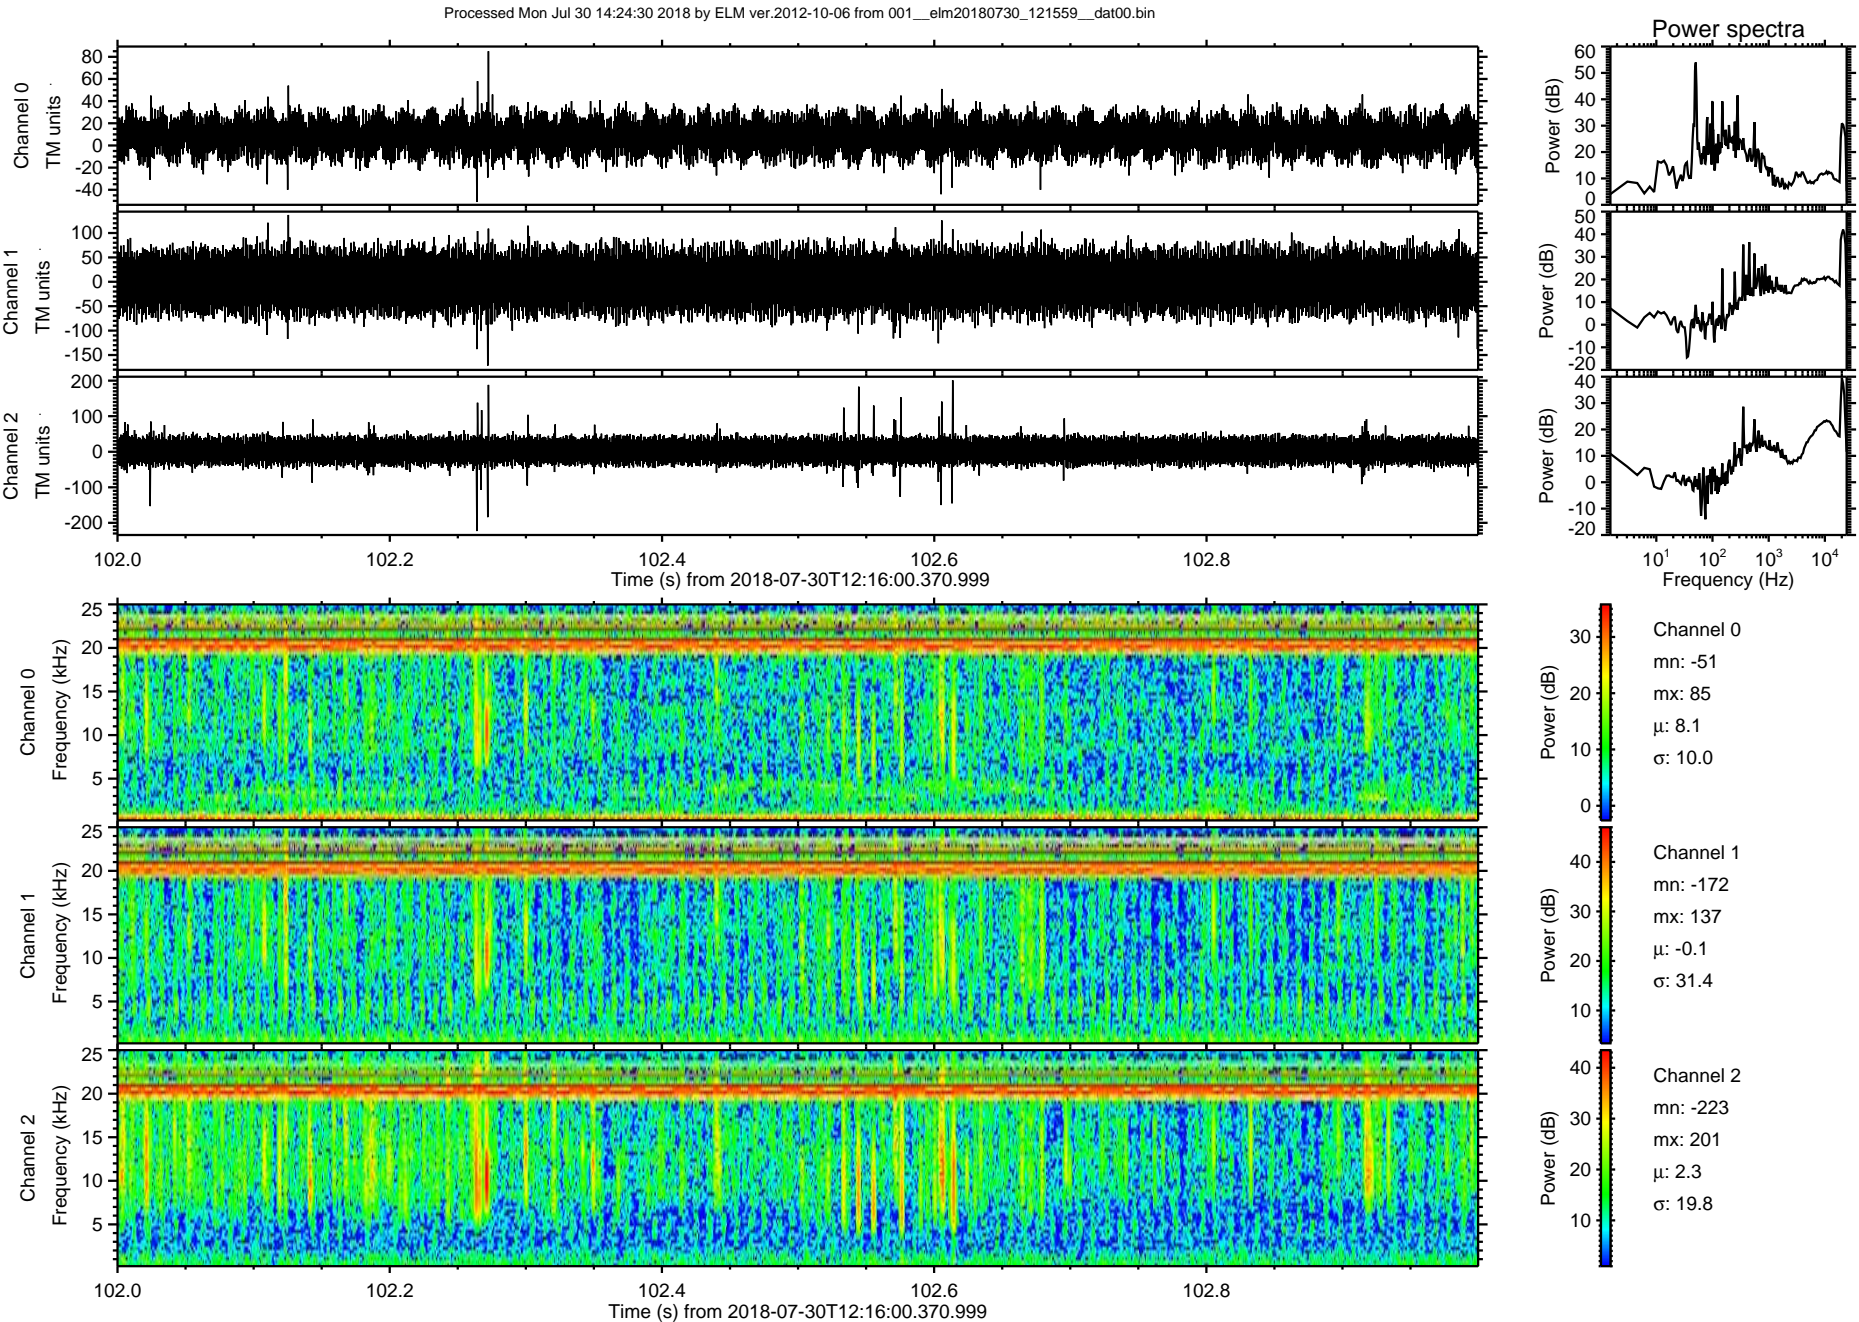 Processed Mon Jul 30 14:24:30 2018 by ELM ver.2012-10-06 from 001__elm20180730_121559__dat00.bin
Power spectra
Channel 0
TM units
80
60
40
20
0
-20
-40
Power (dB)
60
50
40
30
20
10
0
Channel 1
TM units
100
50
0
-50
-100
-150
Power (dB)
50
40
30
20
10
0
-10
-20
Channel 2
TM units
200
100
0
-100
-200
Power (dB)
40
30
20
10
0
-10
-20
102.0 102.2 102.4 102.6 102.8
Time (s) from 2018-07-30T12:16:00.370.999
10¹ 10² 10³ 10⁴
Frequency (Hz)
Channel 0
Frequency (kHz)
25
20
15
10
5
Power (dB)
30
20
10
0
Channel 0
mn: -51
mx: 85
μ: 8.1
σ: 10.0
Channel 1
Frequency (kHz)
25
20
15
10
5
Power (dB)
40
30
20
10
Channel 1
mn: -172
mx: 137
μ: -0.1
σ: 31.4
Channel 2
Frequency (kHz)
25
20
15
10
5
Power (dB)
40
30
20
10
Channel 2
mn: -223
mx: 201
μ: 2.3
σ: 19.8
102.0 102.2 102.4 102.6 102.8
Time (s) from 2018-07-30T12:16:00.370.999